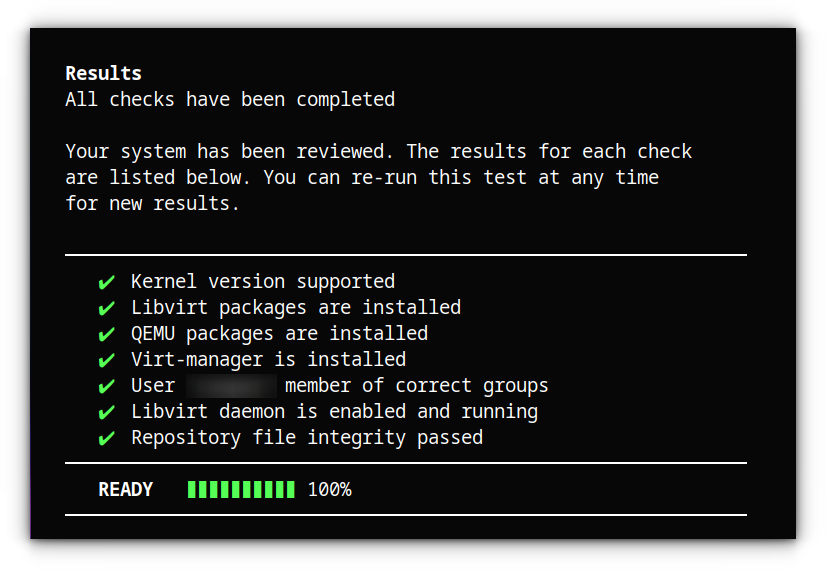 Results
All checks have been completed
Your system has been reviewed. The results for each check
are listed below. You can re-run this test at any time
for new results.
✔ Kernel version supported
✔ Libvirt packages are installed
✔ QEMU packages are installed
✔ Virt-manager is installed
✔ User member of correct groups
✔ Libvirt daemon is enabled and running
✔ Repository file integrity passed
READY 100%